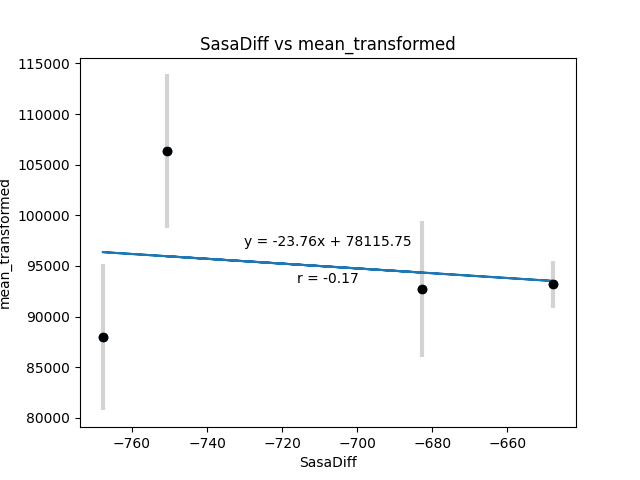 SasaDiff vs mean_transformed
115000
110000
105000
100000
95000
90000
85000
80000
mean_transformed
y = -23.76x + 78115.75
r = -0.17
−760
−740
−720
−700
−680
−660
SasaDiff